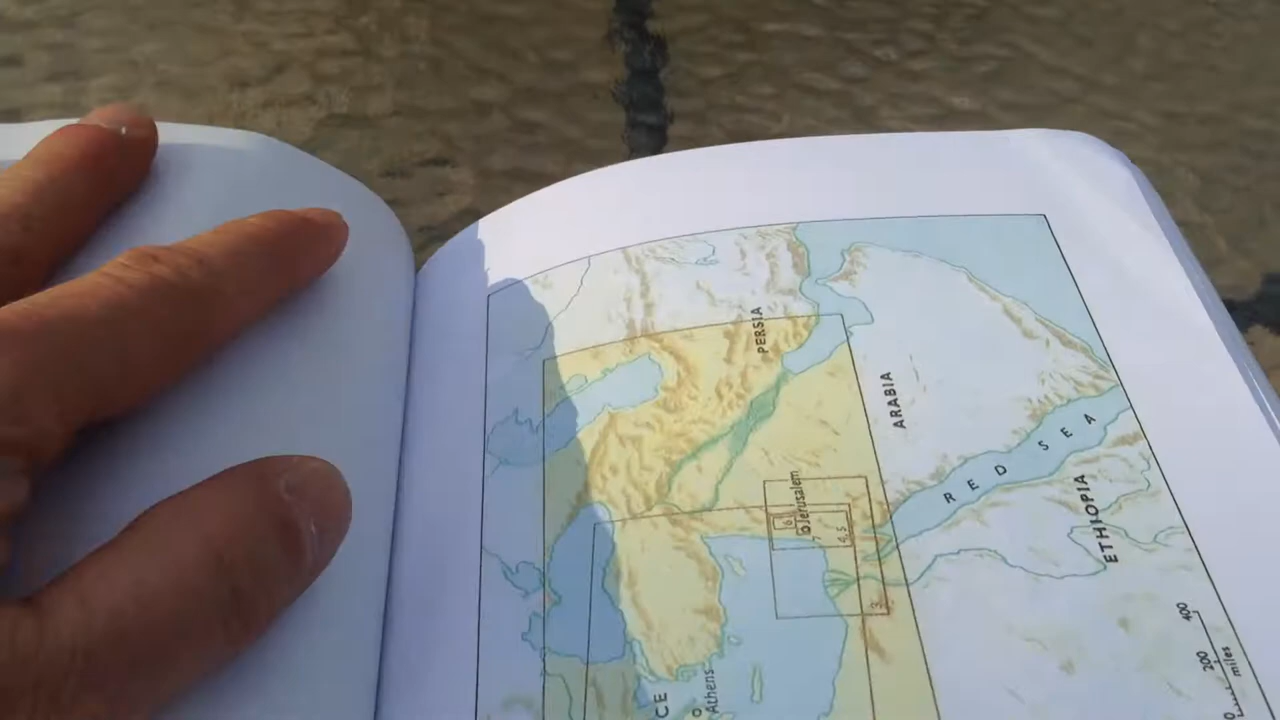 PERSIA
ARABIA
RED SEA
Jerusalem
6
7
4,5
ETHIOPIA
3
CE
Athens
400
200
0
miles